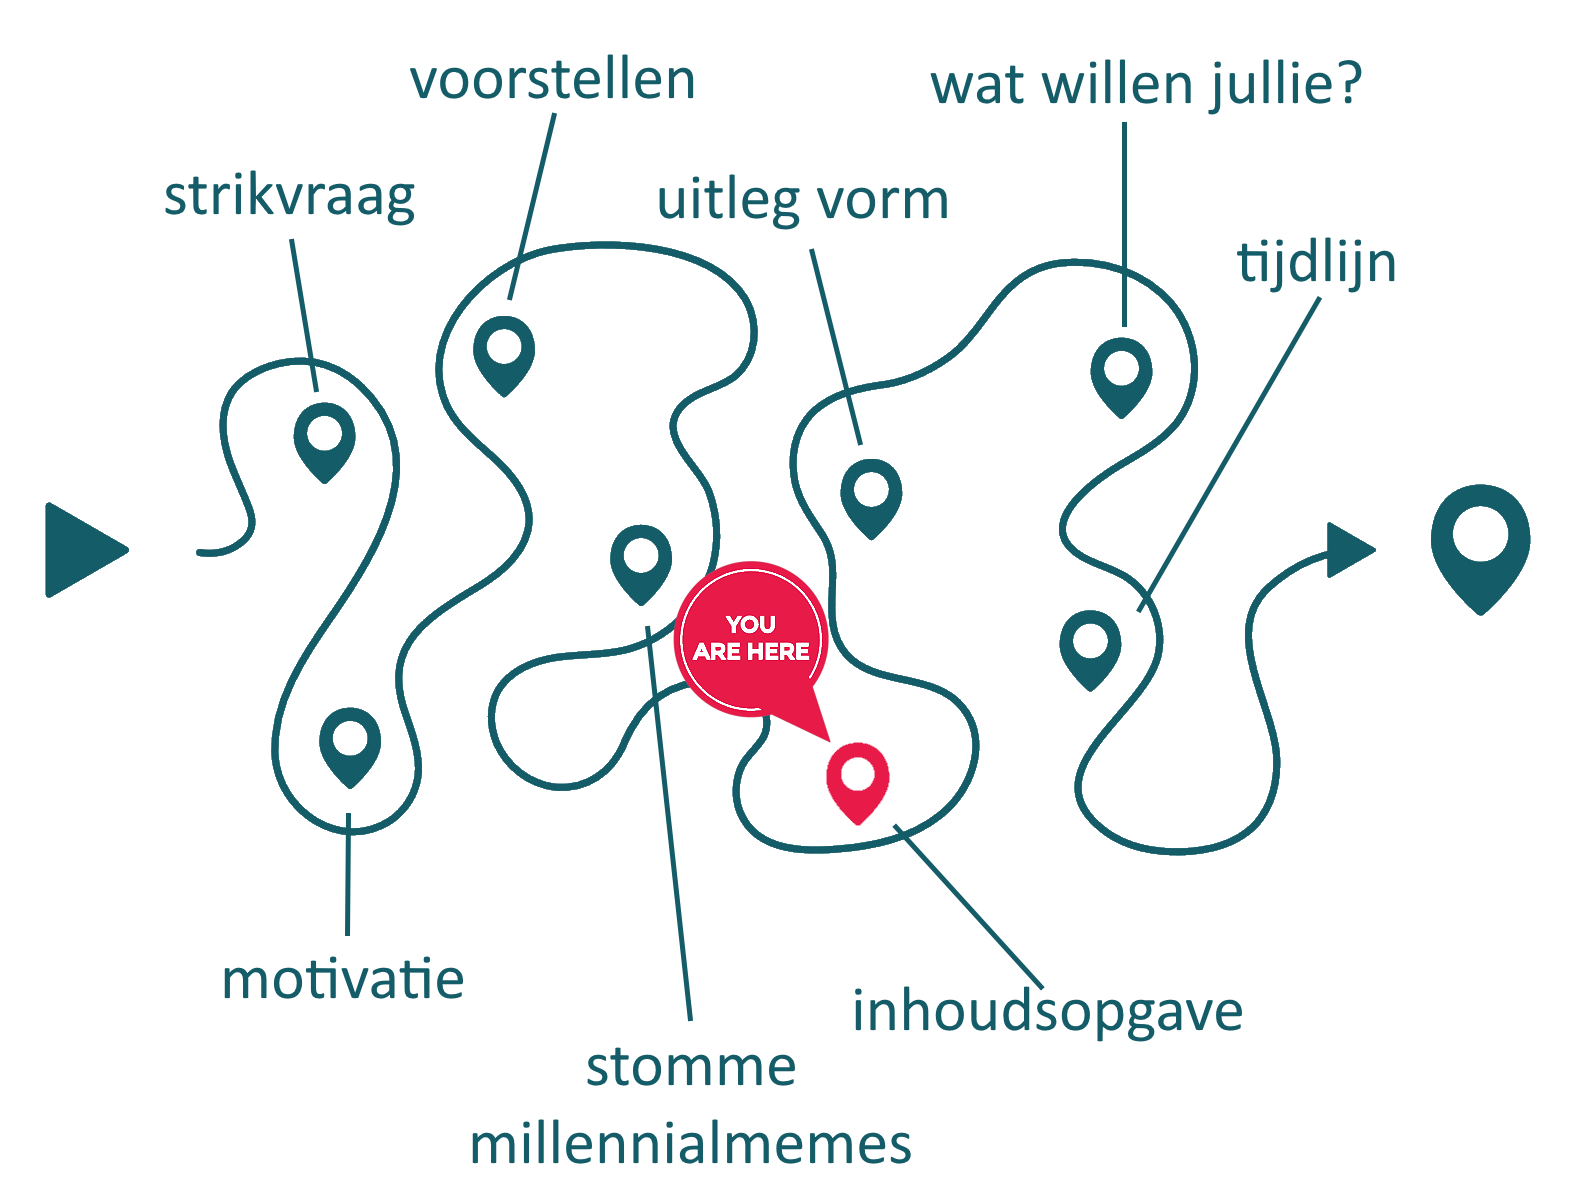 voorstellen
wat willen jullie?
strikvraag
uitleg vorm
tijdlijn
YOU
ARE HERE
motivatie
inhoudsopgave
stomme
millennialmemes